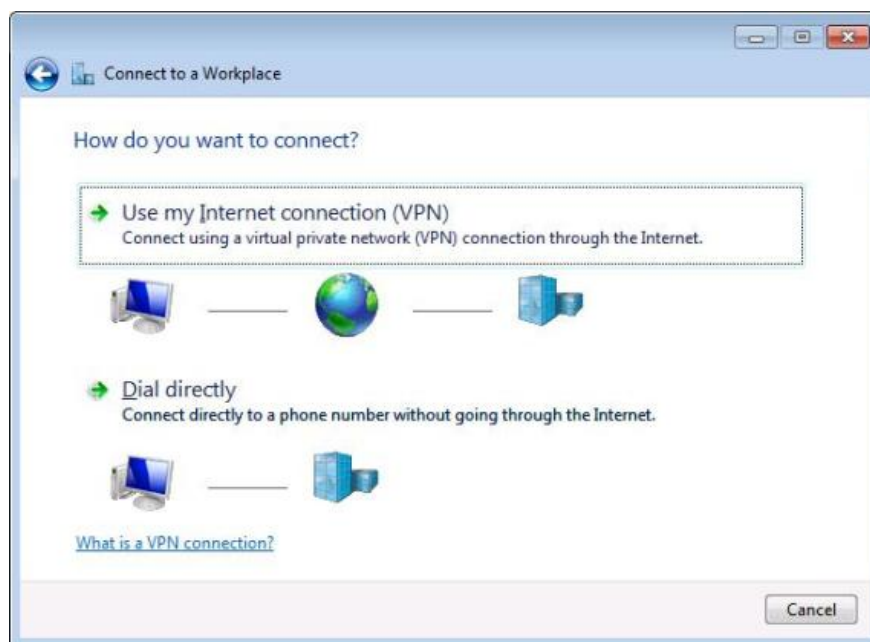 Connect to a Workplace
How do you want to connect?
Use my Internet connection (VPN)
Connect using a virtual private network (VPN) connection through the Internet.
Dial directly
Connect directly to a phone number without going through the Internet.
What is a VPN connection?
Cancel